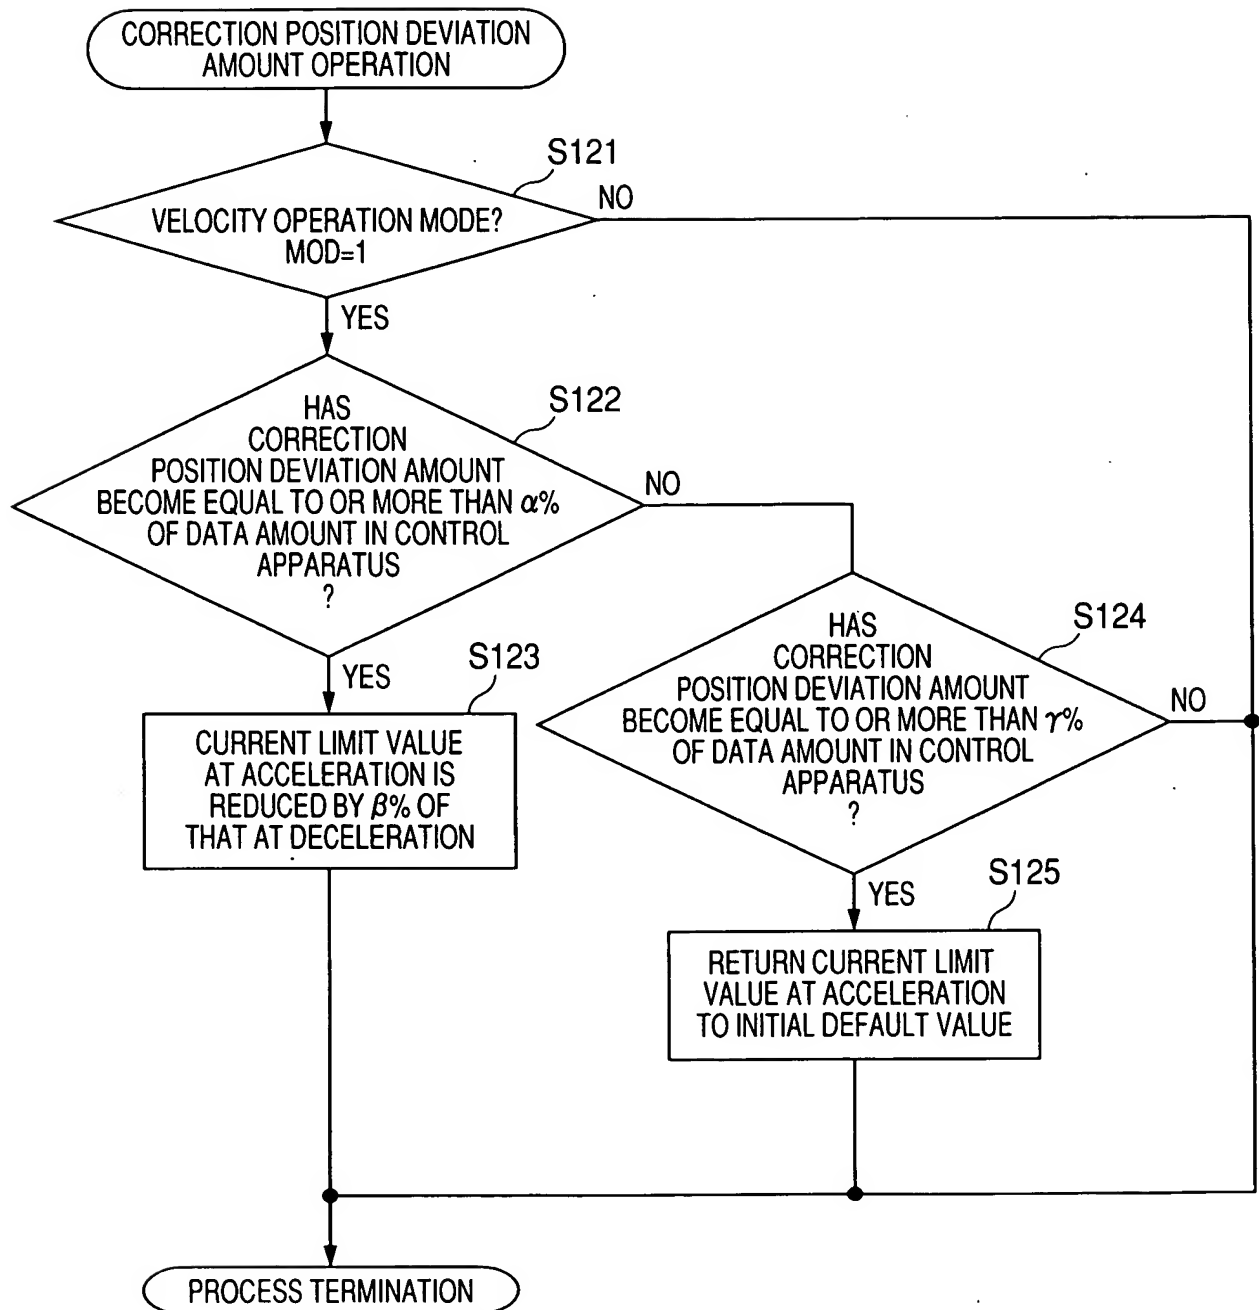 CORRECTION POSITION DEVIATION
AMOUNT OPERATION
S121
VELOCITY OPERATION MODE?
MOD=1
NO
YES
S122
HAS
CORRECTION
POSITION DEVIATION AMOUNT
BECOME EQUAL TO OR MORE THAN α%
OF DATA AMOUNT IN CONTROL
APPARATUS
?
NO
YES
S123
CURRENT LIMIT VALUE
AT ACCELERATION IS
REDUCED BY β% OF
THAT AT DECELERATION
S124
HAS
CORRECTION
POSITION DEVIATION AMOUNT
BECOME EQUAL TO OR MORE THAN γ%
OF DATA AMOUNT IN CONTROL
APPARATUS
?
NO
YES
S125
RETURN CURRENT LIMIT
VALUE AT ACCELERATION
TO INITIAL DEFAULT VALUE
PROCESS TERMINATION